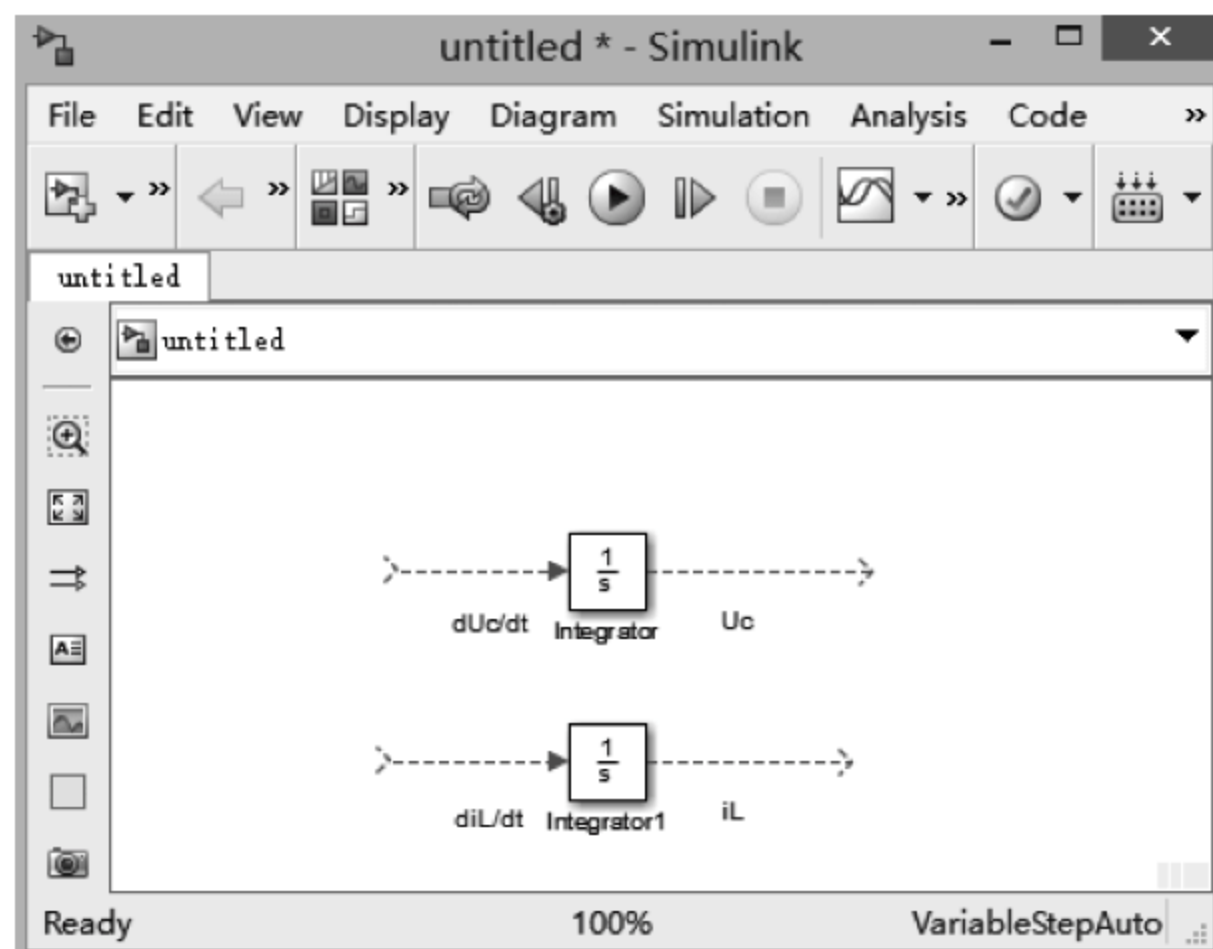 untitled * - Simulink
File Edit View Display Diagram Simulation Analysis Code »
untitled
untitled
1
s
dUc/dt Integrator Uc
1
s
diL/dt Integrator1 iL
Ready 100% VariableStepAuto